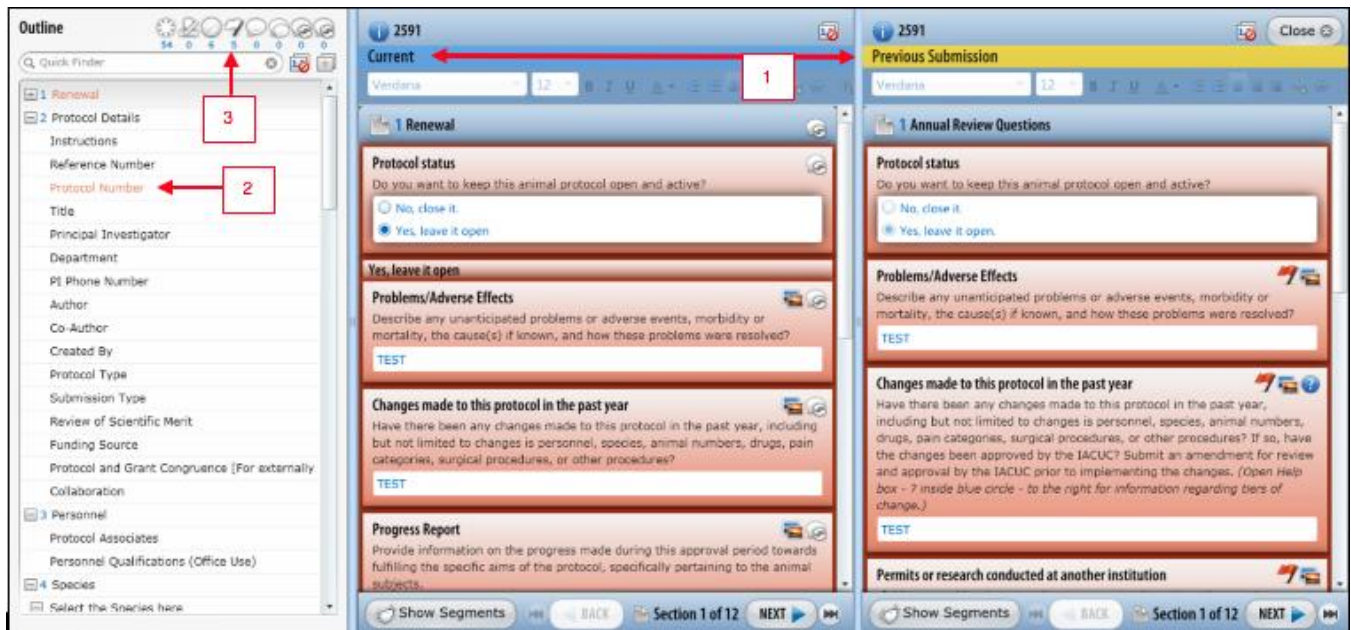 Outline
54 0 6 5 0 0 0 0
Quick Finder
1 Renewal
2 Protocol Details
Instructions
Reference Number
Protocol Number
Title
Principal Investigator
Department
PI Phone Number
Author
Co-Author
Created By
Protocol Type
Submission Type
Review of Scientific Merit
Funding Source
Protocol and Grant Congruence [For externally
Collaboration
3 Personnel
Protocol Associates
Personnel Qualifications (Office Use)
4 Species
Select the Species here
3
2
1
2591
Current
Verdana 12 B I U
1 Renewal
Protocol status
Do you want to keep this animal protocol open and active?
No, close it.
Yes, leave it open
Yes, leave it open
Problems/Adverse Effects
Describe any unanticipated problems or adverse events, morbidity or
mortality, the cause(s) if known, and how these problems were resolved?
TEST
Changes made to this protocol in the past year
Have there been any changes made to this protocol in the past year, including
but not limited to changes is personnel, species, animal numbers, drugs, pain
categories, surgical procedures, or other procedures?
TEST
Progress Report
Provide information on the progress made during this approval period towards
fulfilling the specific aims of the protocol, specifically pertaining to the animal
subjects.
Show Segments BACK Section 1 of 12 NEXT
2591 Close
Previous Submission
Verdana 12 B I U
1 Annual Review Questions
Protocol status
Do you want to keep this animal protocol open and active?
No, close it.
Yes, leave it open.
Problems/Adverse Effects
Describe any unanticipated problems or adverse events, morbidity or
mortality, the cause(s) if known, and how these problems were resolved?
TEST
Changes made to this protocol in the past year
Have there been any changes made to this protocol in the past year,
including but not limited to changes is personnel, species, animal numbers,
drugs, pain categories, surgical procedures, or other procedures? If so, have
the changes been approved by the IACUC? Submit an amendment for review
and approval by the IACUC prior to implementing the changes. (Open Help
box - ? inside blue circle - to the right for information regarding tiers of
change.)
TEST
Permits or research conducted at another institution
Show Segments BACK Section 1 of 12 NEXT